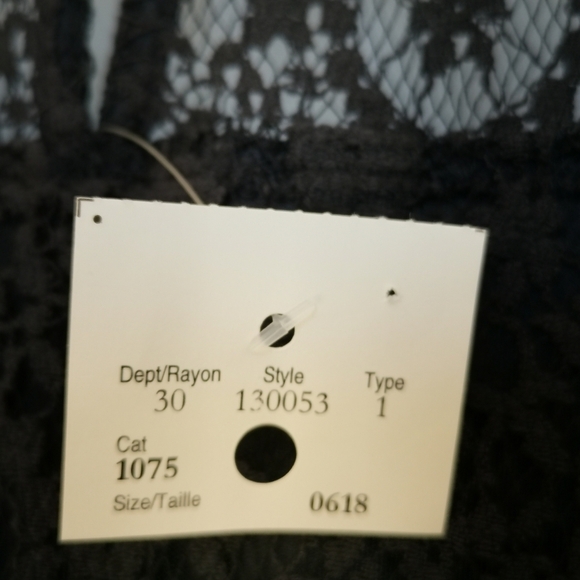 Dept/Rayon Style Type
30 130053 1
Cat
1075
Size/Taille 0618